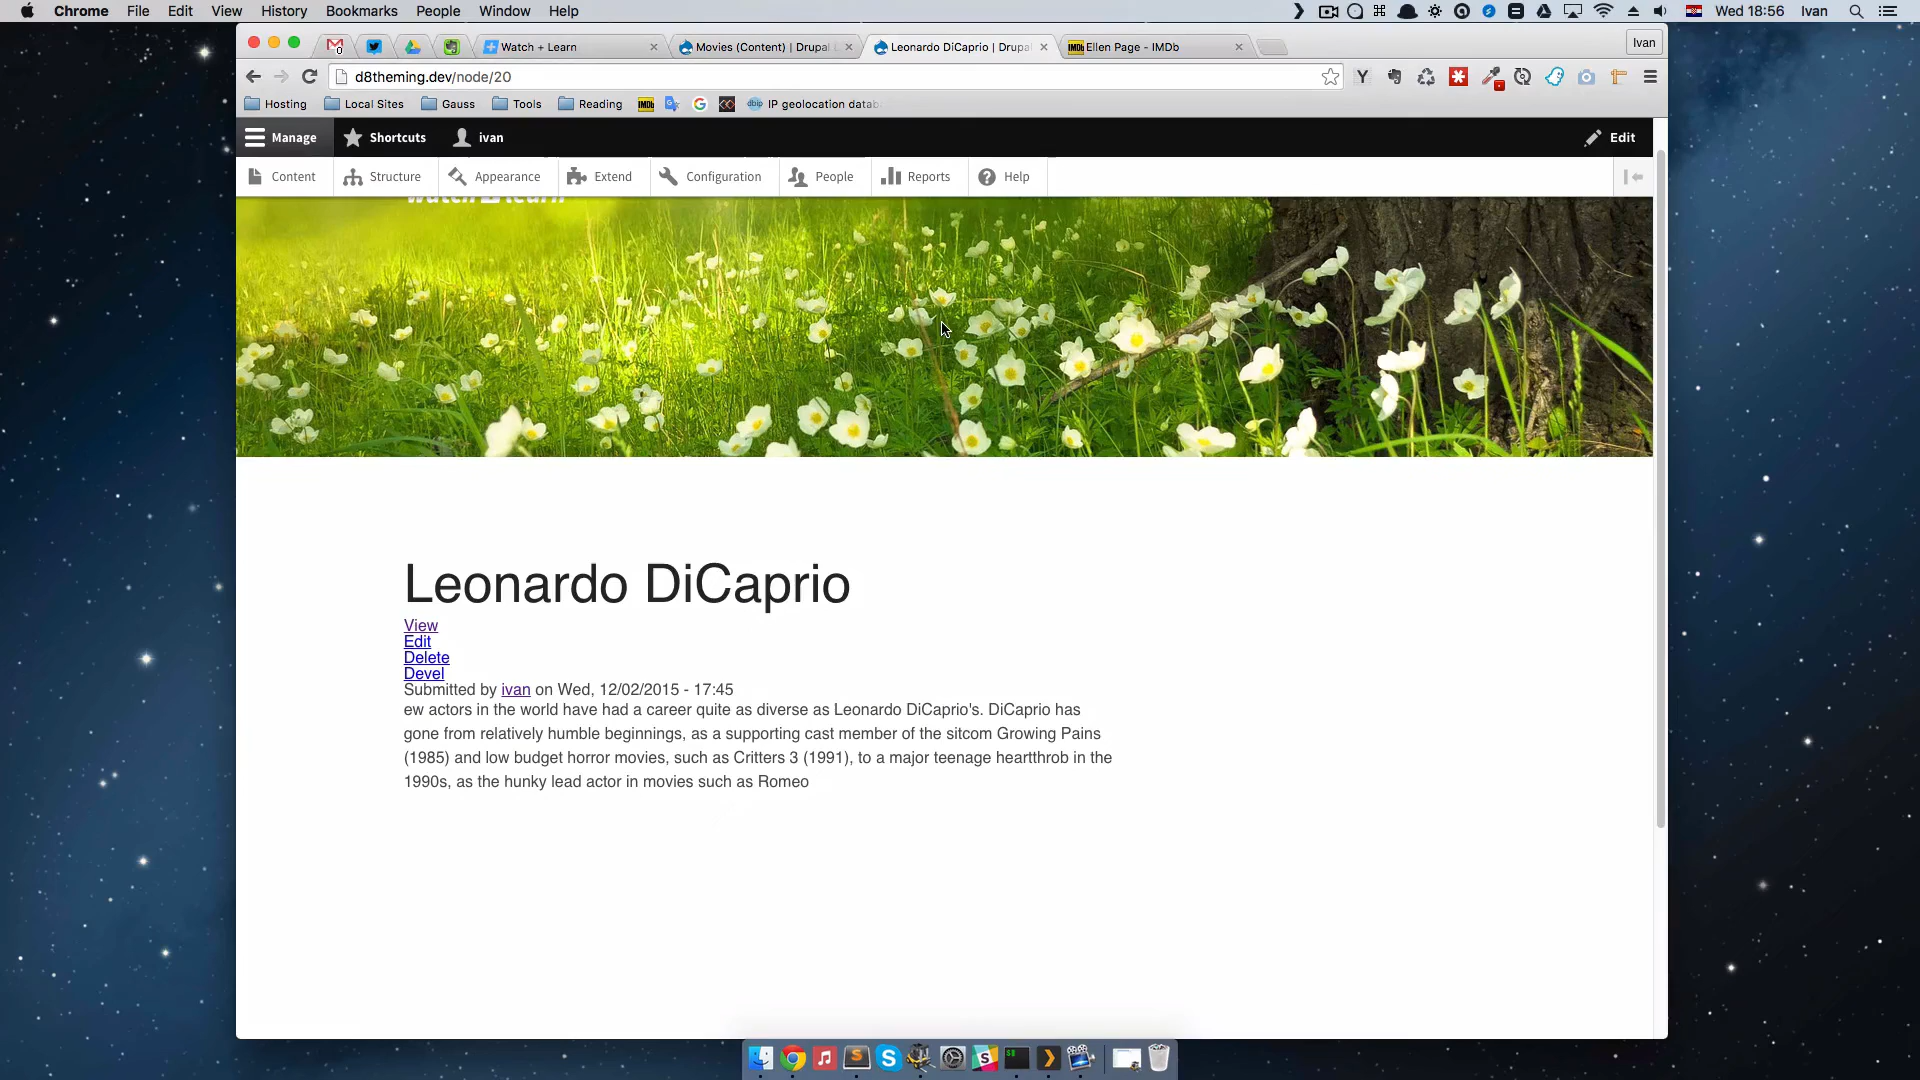 Chrome File Edit View History Bookmarks People Window Help
Wed 18:56 Ivan
0 Watch + Learn Movies (Content) | Drupal Leonardo DiCaprio | Drupa IMDb Ellen Page - IMDb Ivan
d8theming.dev/node/20
Hosting Local Sites Gauss Tools Reading IMDb G dbip IP geolocation datab
Manage Shortcuts ivan Edit
Content Structure Appearance Extend Configuration People Reports Help
Leonardo DiCaprio
View
Edit
Delete
Devel
Submitted by ivan on Wed, 12/02/2015 - 17:45
ew actors in the world have had a career quite as diverse as Leonardo DiCaprio's. DiCaprio has
gone from relatively humble beginnings, as a supporting cast member of the sitcom Growing Pains
(1985) and low budget horror movies, such as Critters 3 (1991), to a major teenage heartthrob in the
1990s, as the hunky lead actor in movies such as Romeo